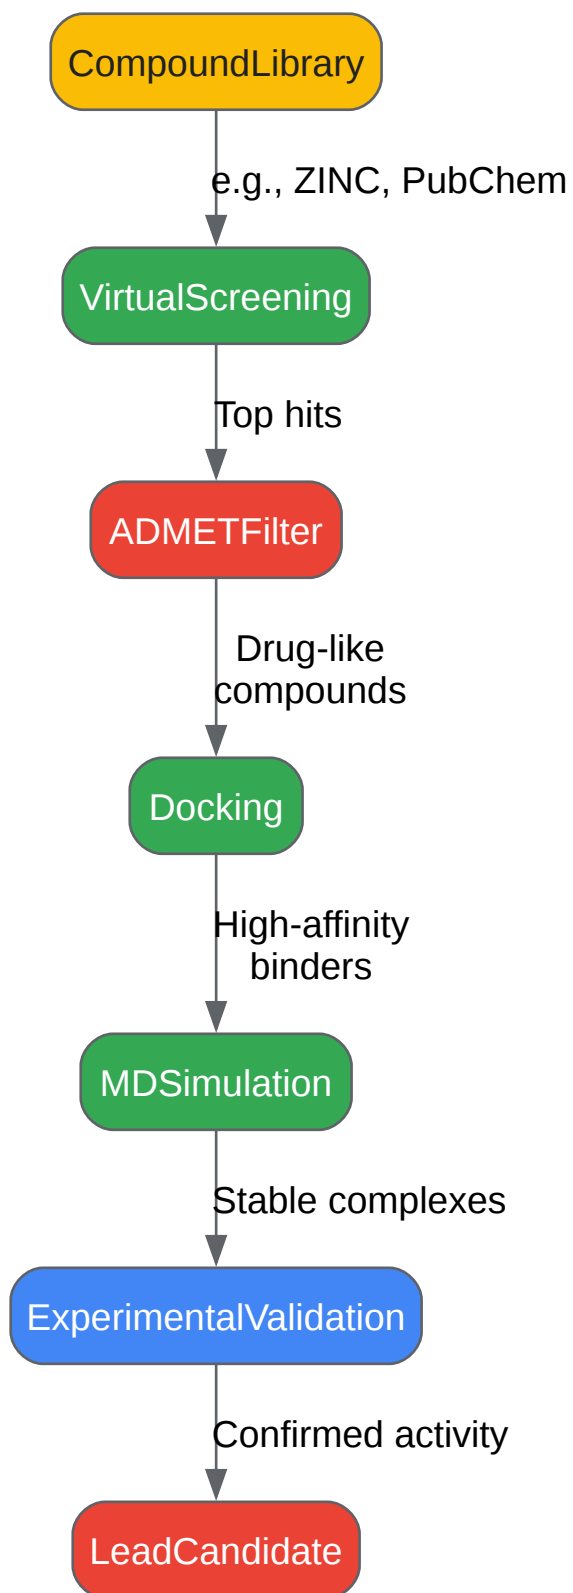 CompoundLibrary
e.g., ZINC, PubChem
VirtualScreening
Top hits
ADMETFilter
Drug-like
compounds
Docking
High-affinity
binders
MDSimulation
Stable complexes
ExperimentalValidation
Confirmed activity
LeadCandidate